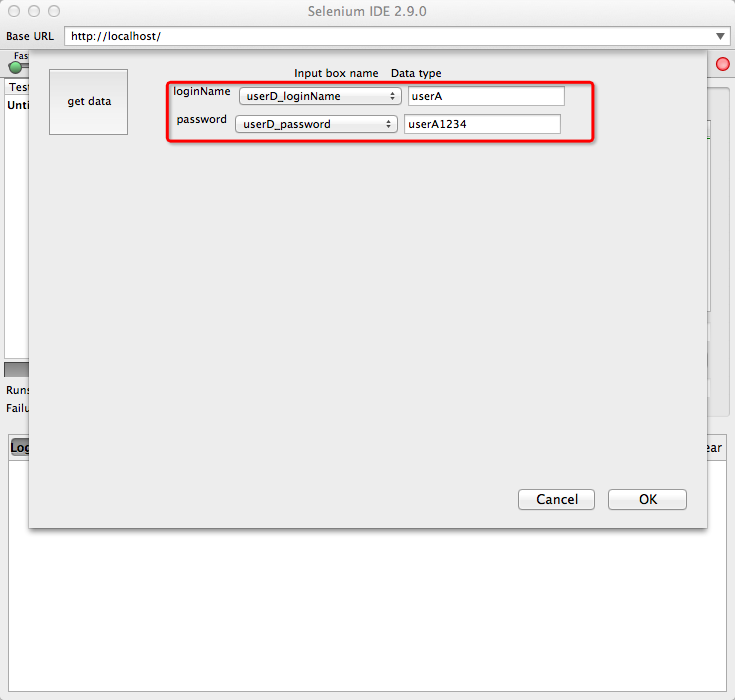 Selenium IDE 2.9.0
Base URL http://localhost/
Fas
Input box name Data type
Test
get data
loginName userD_loginName userA
Unti
password userD_password userA1234
Runs
Failu
Cancel OK
Log
ear